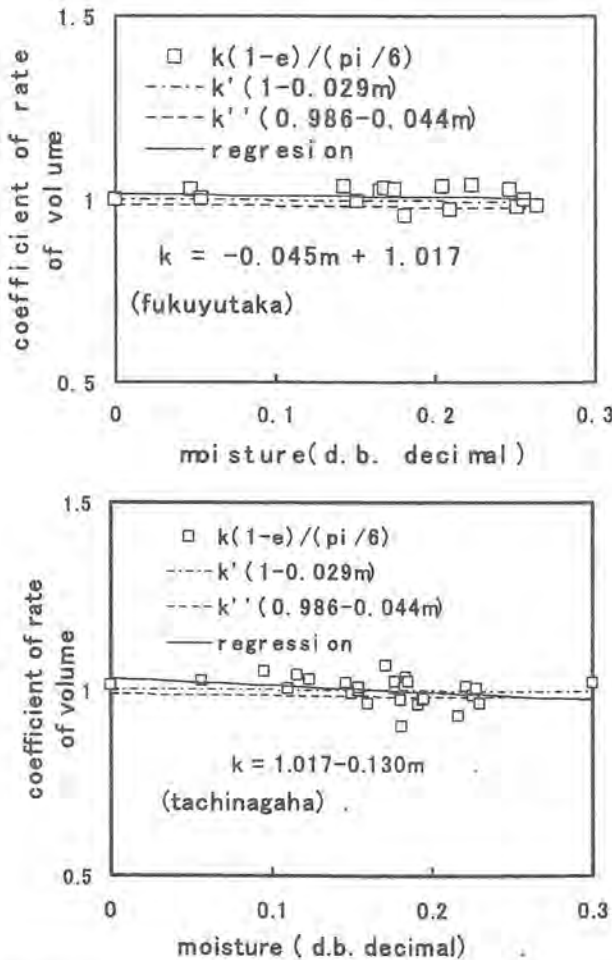 1.5
k(1-e)/(pi/6)
k'(1-0.029m)
k''(0.986-0.044m)
regresion
1
k = -0.045m + 1.017
(fukuyutaka)
0.5
0 0.1 0.2 0.3
coefficient of rate
of volume
moisture(d.b. decimal)
1.5
k(1-e)/(pi/6)
k'(1-0.029m)
k''(0.986-0.044m)
regression
1
k = 1.017-0.130m
(tachinagaha)
0.5
0 0.1 0.2 0.3
coefficient of rate
of volume
moisture ( d.b. decimal)